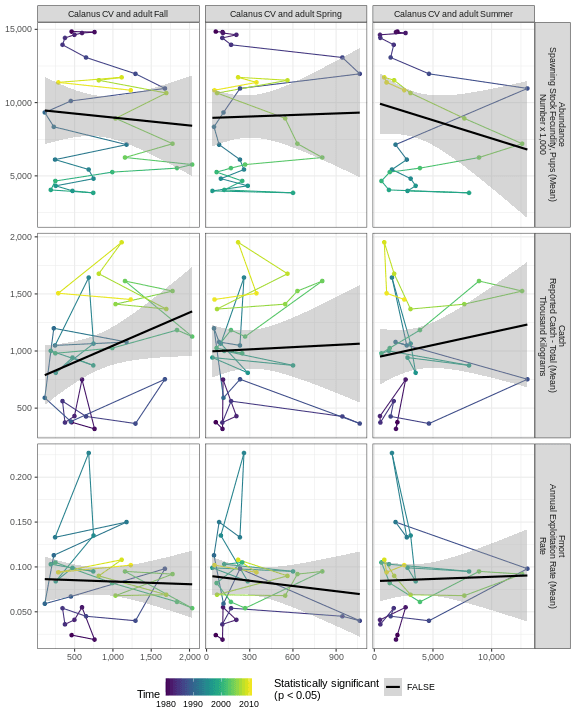 Calanus CV and adult Fall
Calanus CV and adult Spring
Calanus CV and adult Summer
15,000
10,000
5,000
Abundance
Spawning Stock Fecundity, Pups (Mean)
Number x 1,000
2,000
1,500
1,000
500
Catch
Reported Catch - Total (Mean)
Thousand Kilograms
0.200
0.150
0.100
0.050
Fmort
Annual Exploitation Rate (Mean)
Rate
500 1,000 1,500 2,000
0 300 600 900
0 5,000 10,000
Time
1980 1990 2000 2010
Statistically significant
(p < 0.05)
FALSE